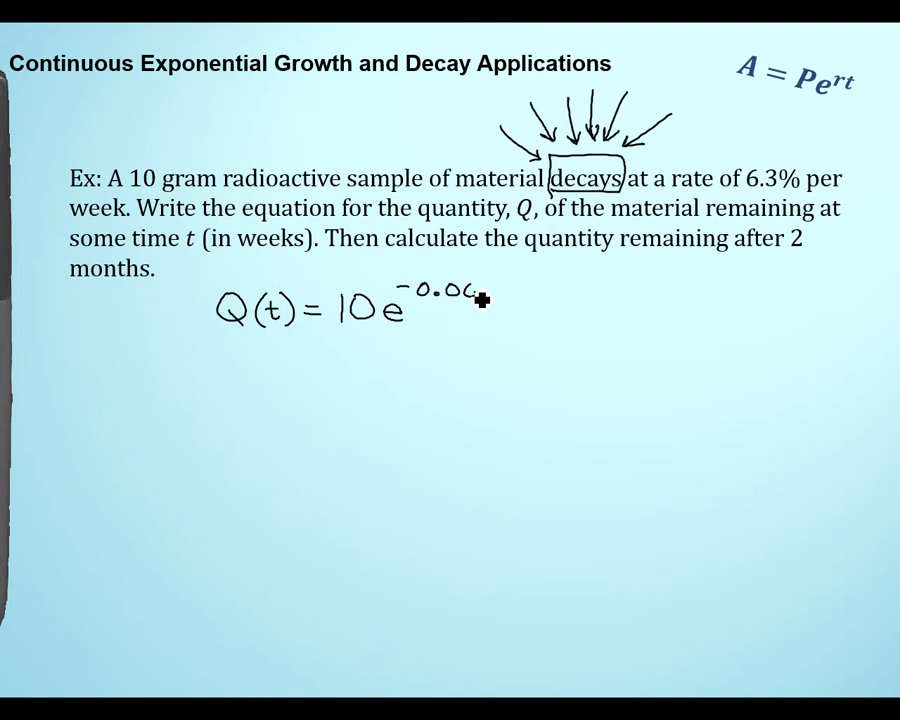 Continuous Exponential Growth and Decay Applications
A = Pe^{rt}
Ex: A 10 gram radioactive sample of material decays at a rate of 6.3% per
week. Write the equation for the quantity, Q, of the material remaining at
some time t (in weeks). Then calculate the quantity remaining after 2
months.
Q(t) = 10e^{-0.0}